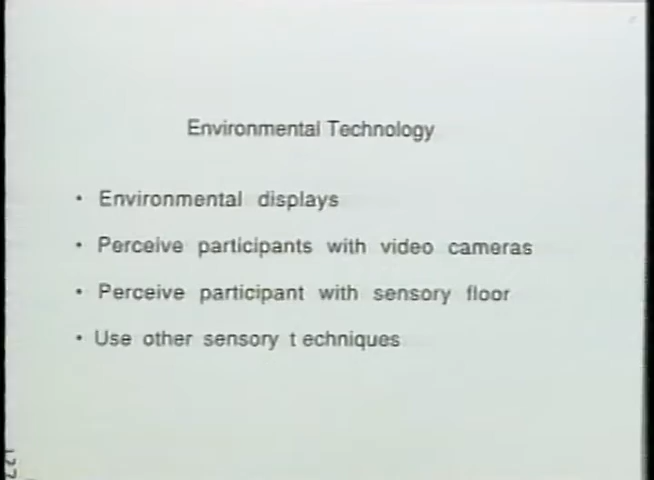 Environmental Technology
• Environmental displays
• Perceive participants with video cameras
• Perceive participant with sensory floor
• Use other sensory t echniques